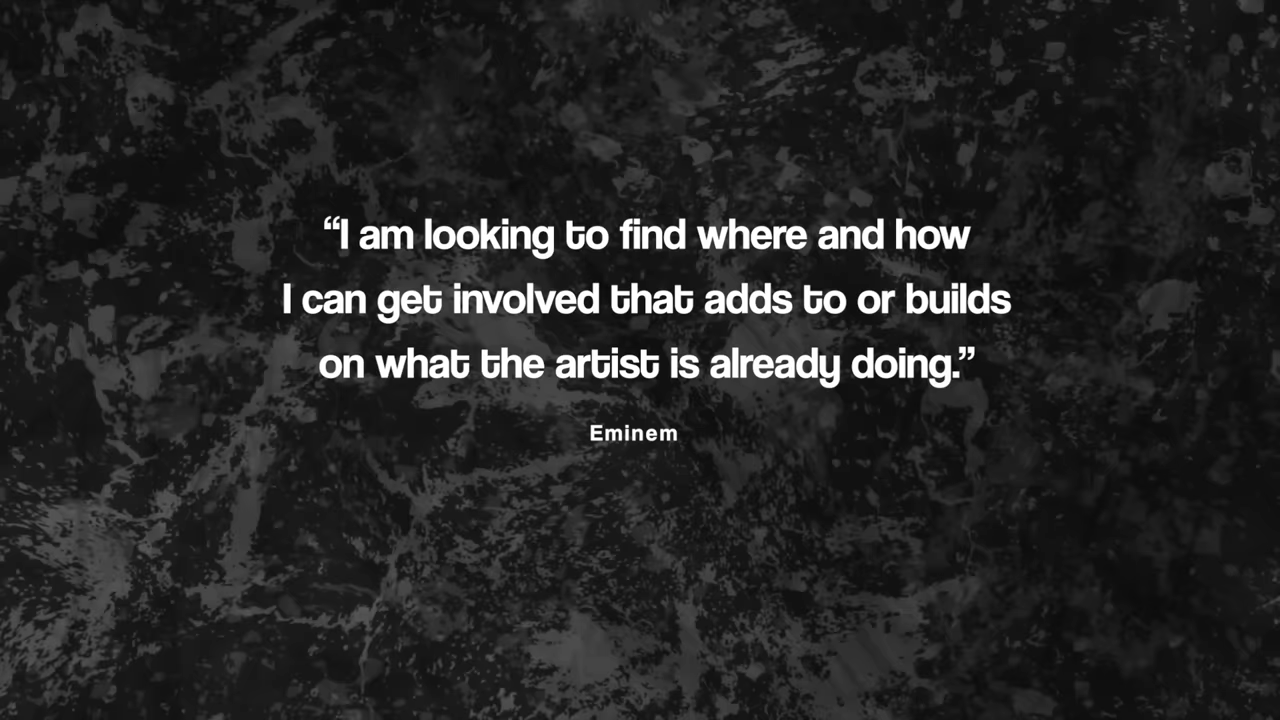 “I am looking to find where and how
I can get involved that adds to or builds
on what the artist is already doing.”
Eminem